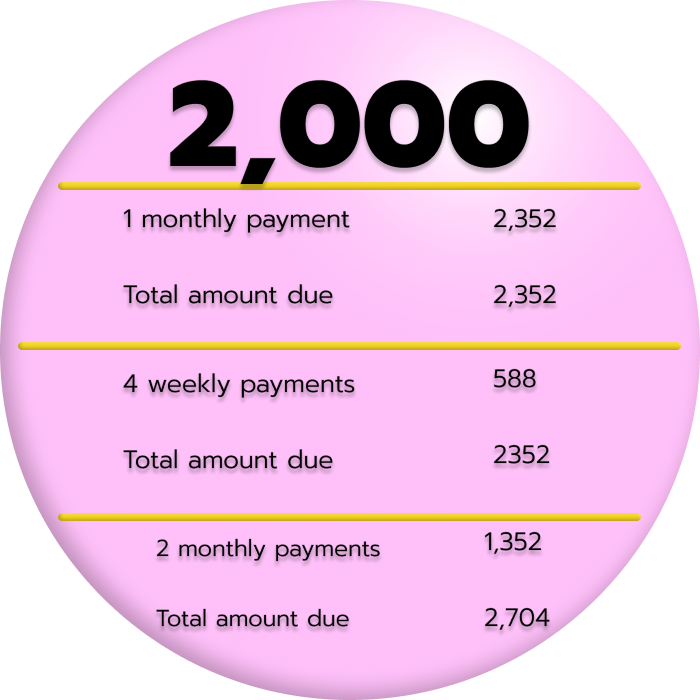 2,000
1 monthly payment 2,352
Total amount due 2,352
4 weekly payments 588
Total amount due 2352
2 monthly payments 1,352
Total amount due 2,704